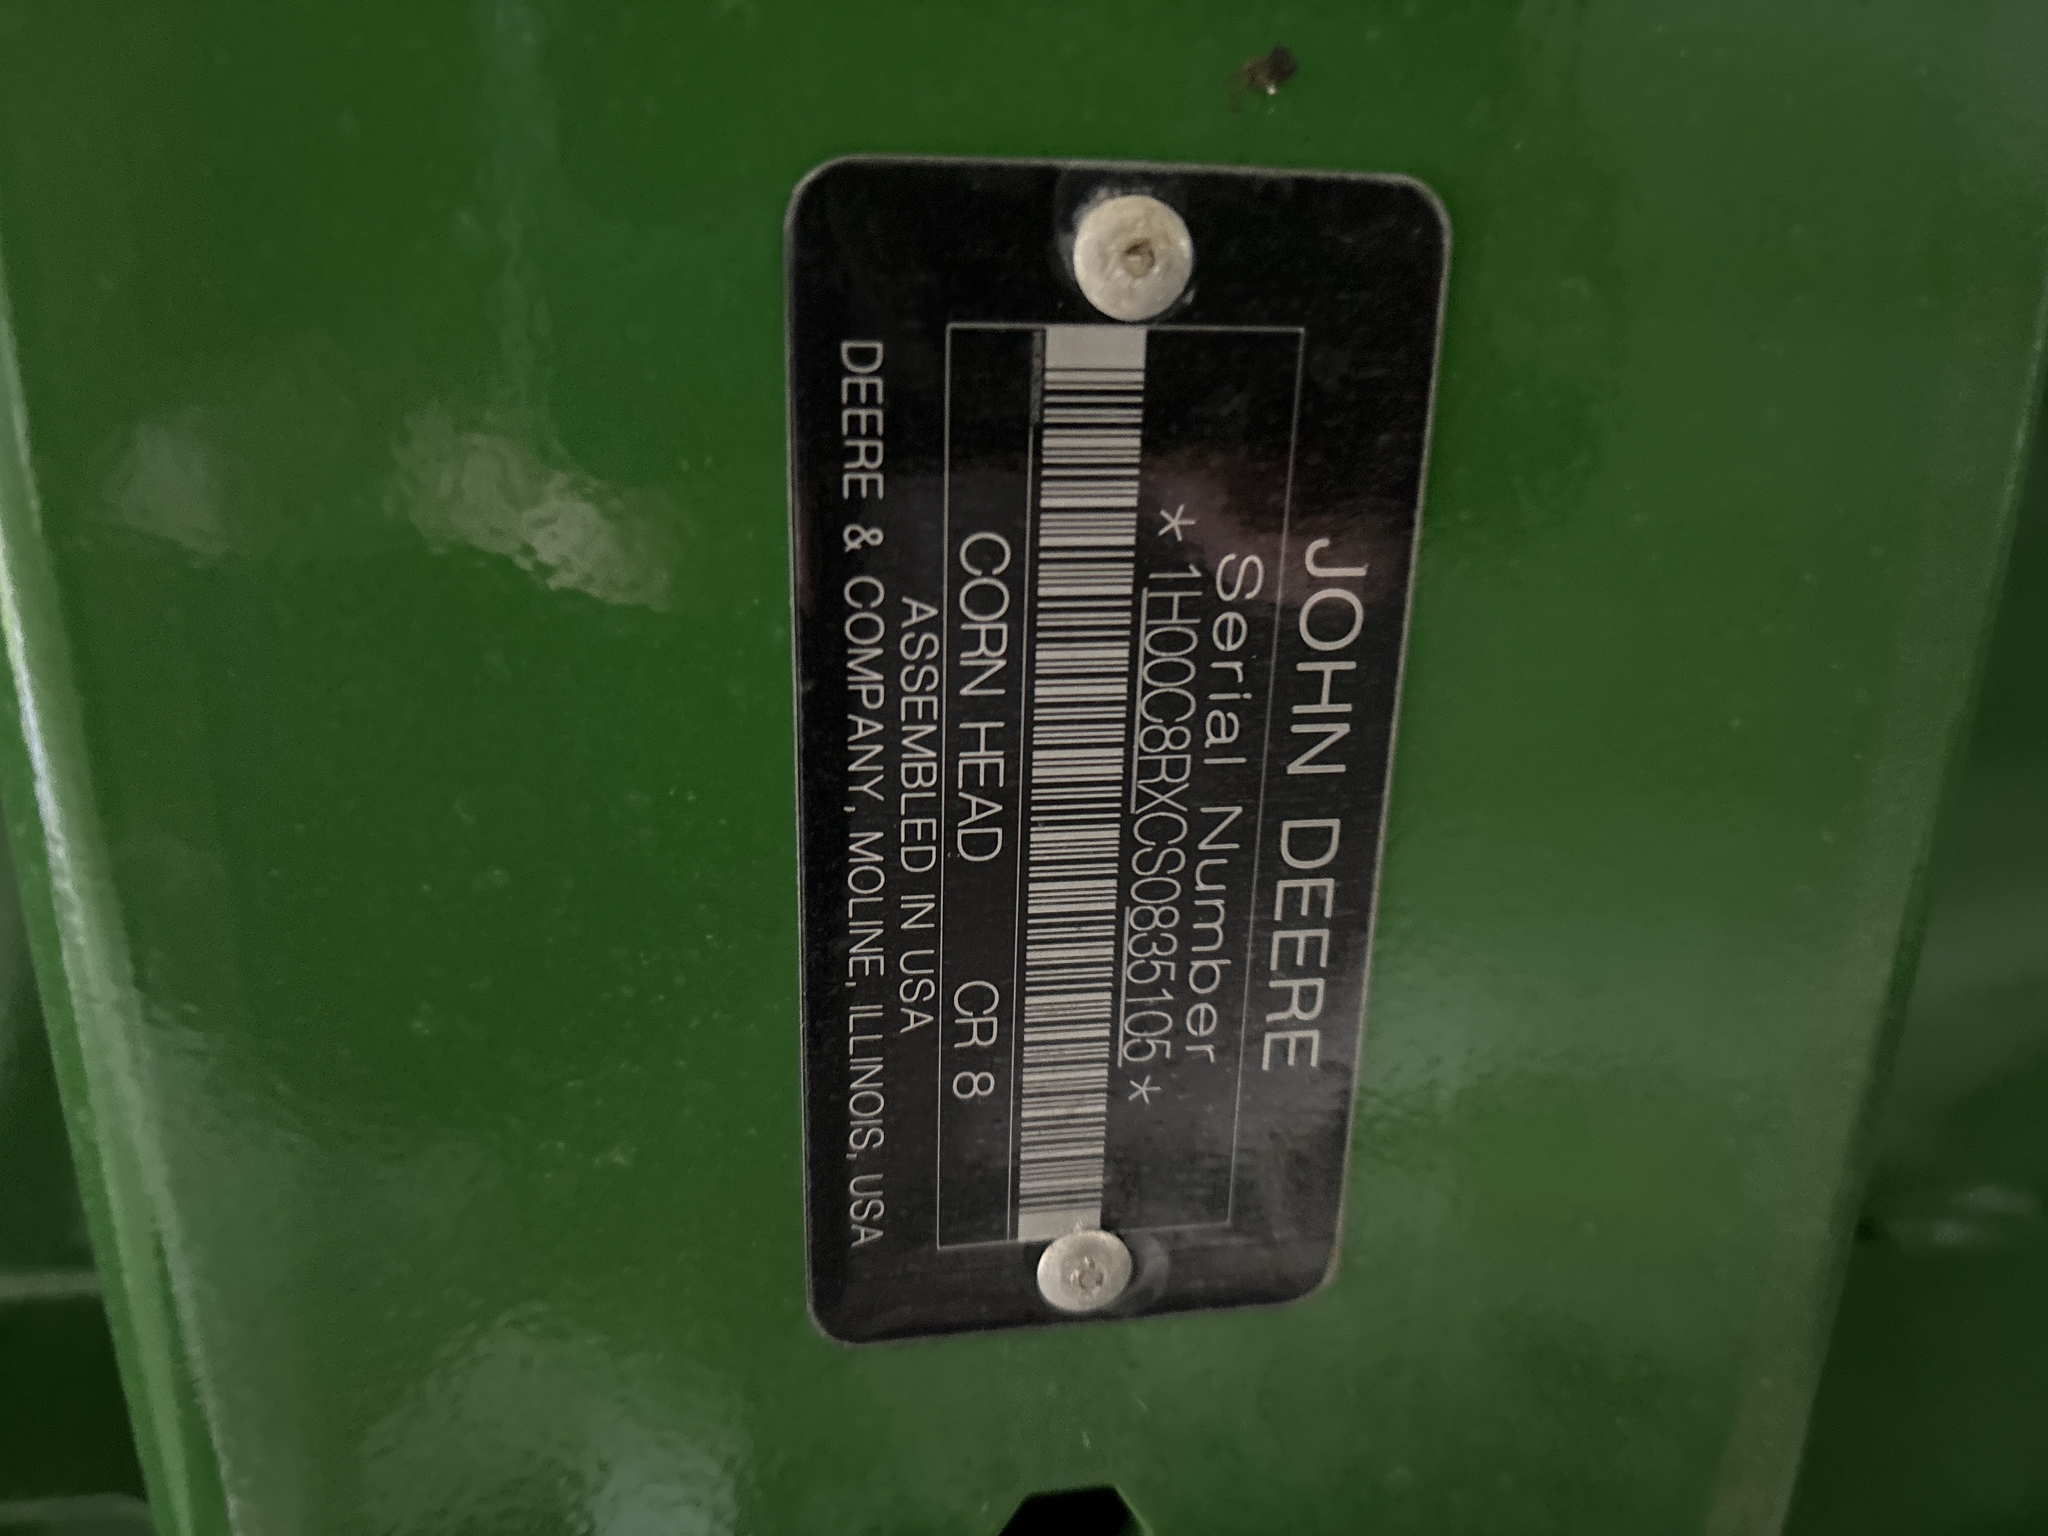 JOHN DEERE
Serial Number
*1H00C8RXCS0835105*
CORN HEAD CR 8
ASSEMBLED IN USA
DEERE & COMPANY, MOLINE, ILLINOIS, USA